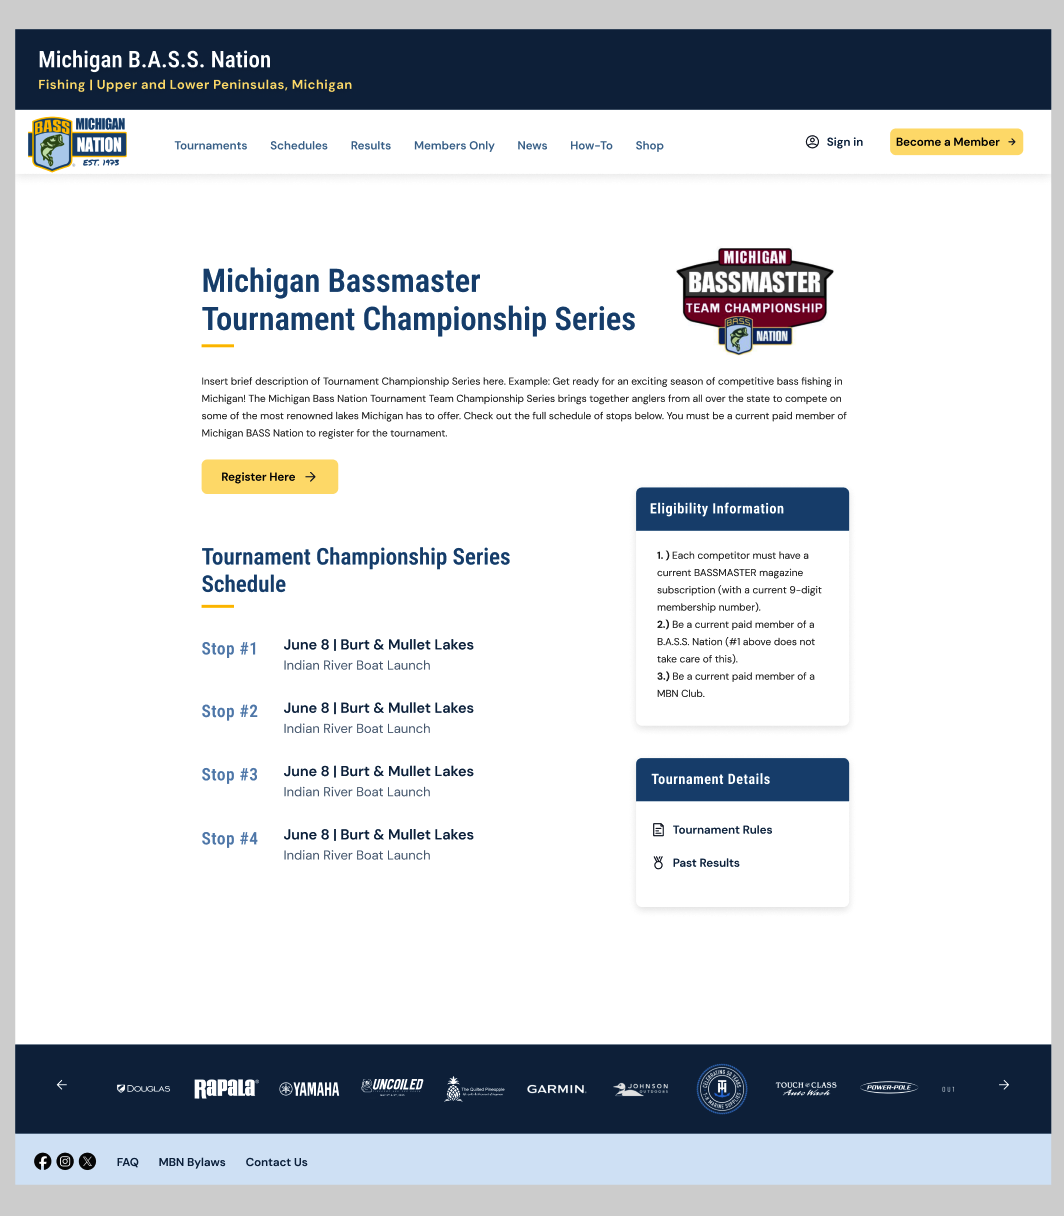 Michigan B.A.S.S. Nation
Fishing | Upper and Lower Peninsulas, Michigan
BASS MICHIGAN
NATION
EST. 1973
Tournaments
Schedules
Results
Members Only
News
How-To
Shop
Sign in
Become a Member
Michigan Bassmaster
Tournament Championship Series
MICHIGAN
BASSMASTER
TEAM CHAMPIONSHIP
BASS
NATION
Insert brief description of Tournament Championship Series here. Example: Get ready for an exciting season of competitive bass fishing in
Michigan! The Michigan Bass Nation Tournament Team Championship Series brings together anglers from all over the state to compete on
some of the most renowned lakes Michigan has to offer. Check out the full schedule of stops below. You must be a current paid member of
Michigan BASS Nation to register for the tournament.
Register Here
Tournament Championship Series
Schedule
Stop #1
June 8 | Burt & Mullet Lakes
Indian River Boat Launch
Stop #2
June 8 | Burt & Mullet Lakes
Indian River Boat Launch
Stop #3
June 8 | Burt & Mullet Lakes
Indian River Boat Launch
Stop #4
June 8 | Burt & Mullet Lakes
Indian River Boat Launch
Eligibility Information
1. ) Each competitor must have a
current BASSMASTER magazine
subscription (with a current 9-digit
membership number).
2.) Be a current paid member of a
B.A.S.S. Nation (#1 above does not
take care of this).
3.) Be a current paid member of a
MBN Club.
Tournament Details
Tournament Rules
Past Results
DOUGLAS
Rapala
YAMAHA
UNCOILED
The Quilted Pineapple
GARMIN
JOHNSON
OUTDOORS
TOUCH OF CLASS
Auto Wash
POWER-POLE
OUT
FAQ
MBN Bylaws
Contact Us